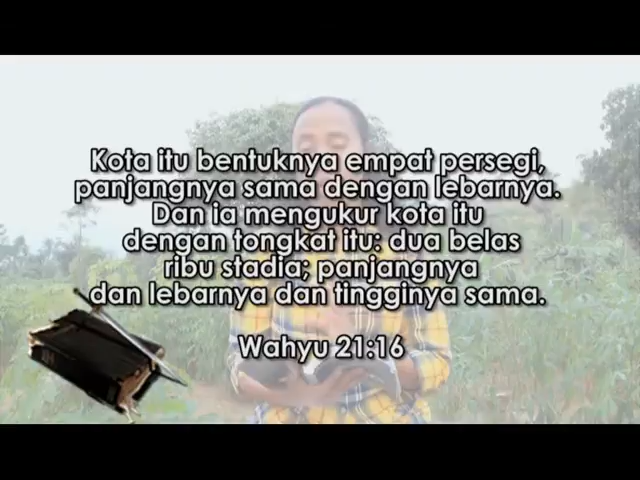 Kota itu bentuknya empat persegi,
panjangnya sama dengan lebarnya.
Dan ia mengukur kota itu
dengan tongkat itu: dua belas
ribu stadia; panjangnya
dan lebarnya dan tingginya sama.
Wahyu 21:16